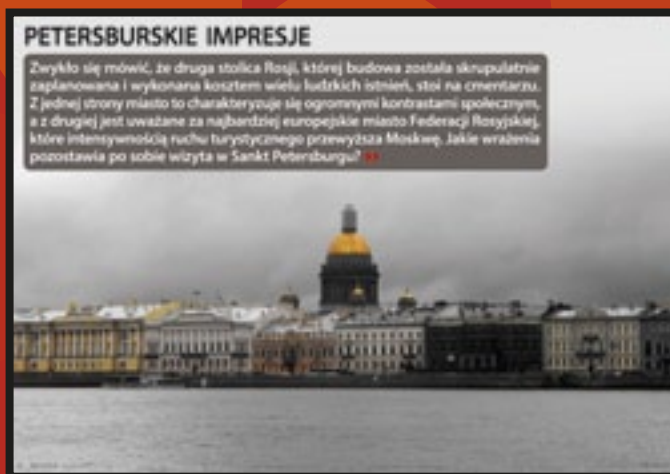 PETERSBURSKIE IMPRESJE
Zwykło się mówić, że druga stolica Rosji, której budowa została skrupulatnie
zaplanowana i wykonana kosztem wielu ludzkich istnień, stoi na cmentarzu.
Z jednej strony miasto to charakteryzuje się ogromnymi kontrastami społecznym,
a z drugiej jest uważane za najbardziej europejskie miasto Federacji Rosyjskiej,
które intensywnością ruchu turystycznego przewyższa Moskwę. Jakie wrażenia
pozostawia po sobie wizyta w Sankt Petersburgu?